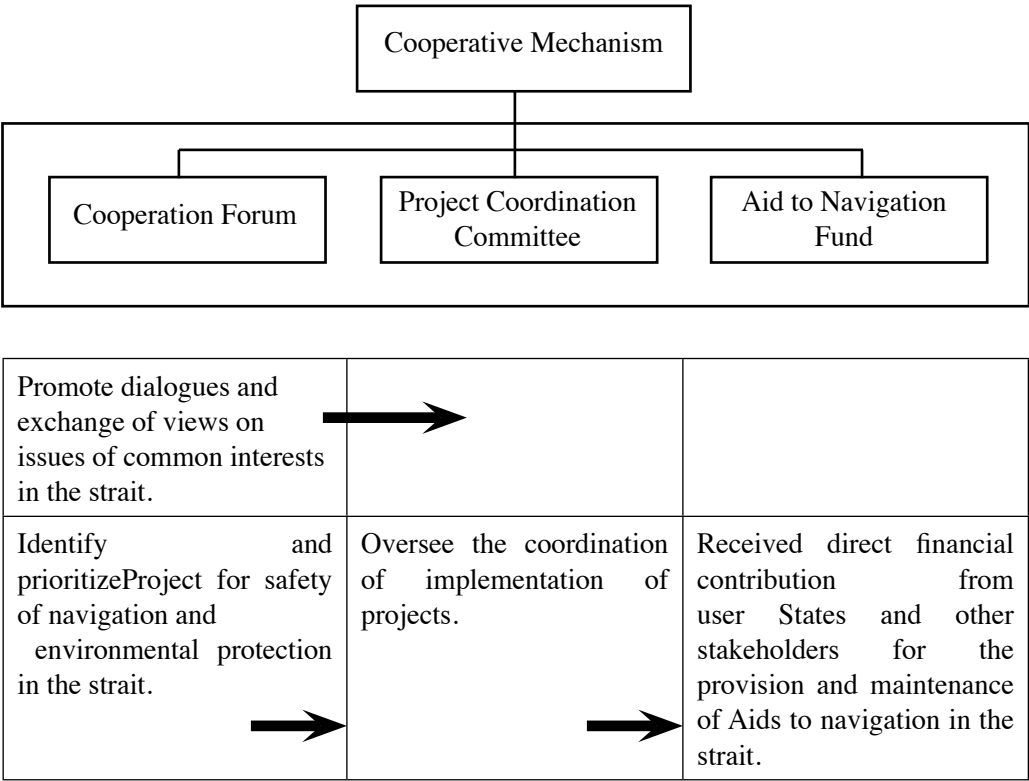 Cooperative Mechanism
Cooperation Forum
Project Coordination
Committee
Aid to Navigation
Fund
Promote dialogues and
exchange of views on
issues of common interests
in the strait.
Identify and
prioritizeProject for safety
of navigation and
environmental protection
in the strait.
Oversee the coordination
of implementation of
projects.
Received direct financial
contribution from
user States and other
stakeholders for the
provision and maintenance
of Aids to navigation in the
strait.